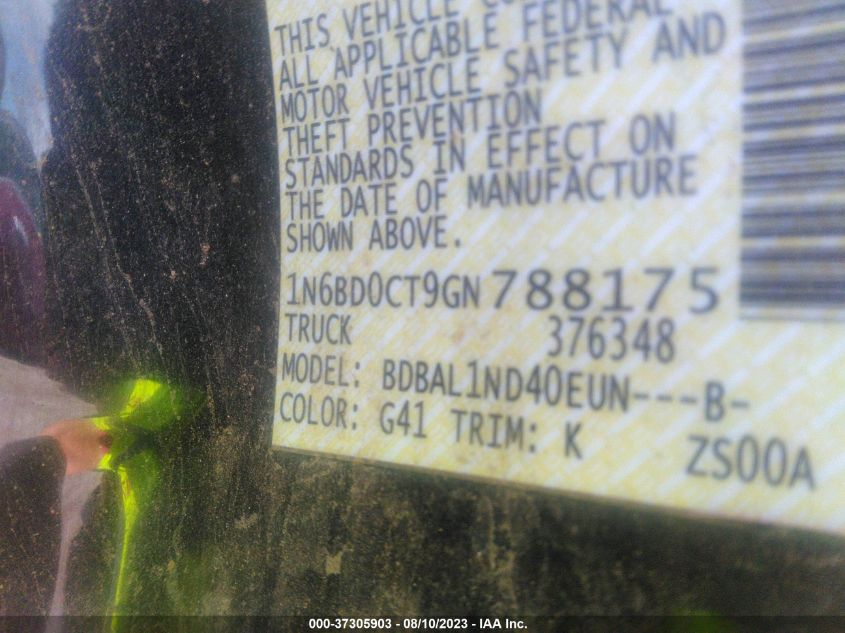 THIS VEHICLE
ALL APPLICABLE FEDERAL
MOTOR VEHICLE SAFETY AND
THEFT PREVENTION
STANDARDS IN EFFECT ON
THE DATE OF MANUFACTURE
SHOWN ABOVE.
1N6BD0CT9GN788175
TRUCK 376348
MODEL: BDBAL1ND40EUN---B-
COLOR: G41 TRIM: K ZS00A
000-37305903 - 08/10/2023 - IAA Inc.